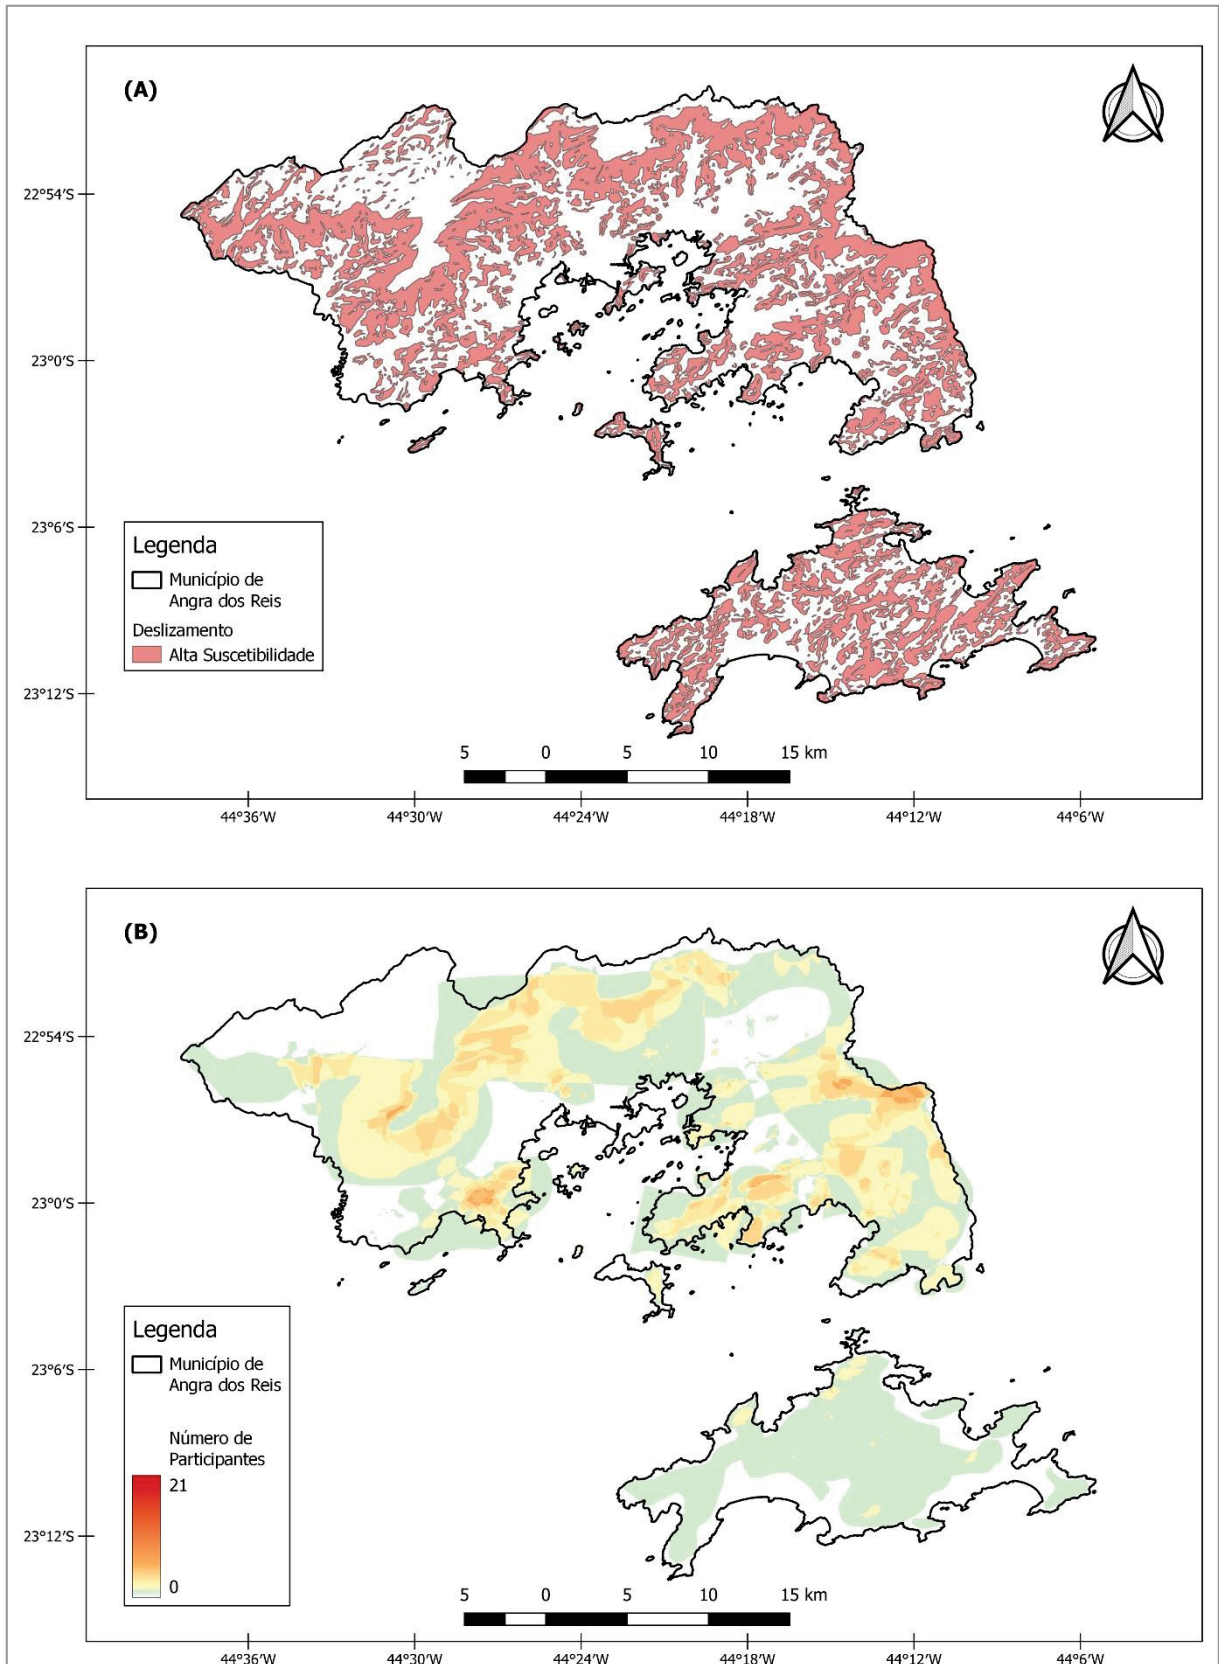 (A)
22°54'S
23°0'S
23°6'S
23°12'S
Legenda
Município de
Angra dos Reis
Deslizamento
Alta Suscetibilidade
5 0 5 10 15 km
44°36'W 44°30'W 44°24'W 44°18'W 44°12'W 44°6'W
(B)
22°54'S
23°0'S
23°6'S
23°12'S
Legenda
Município de
Angra dos Reis
Número de
Participantes
21
0
5 0 5 10 15 km
44°36'W 44°30'W 44°24'W 44°18'W 44°12'W 44°6'W